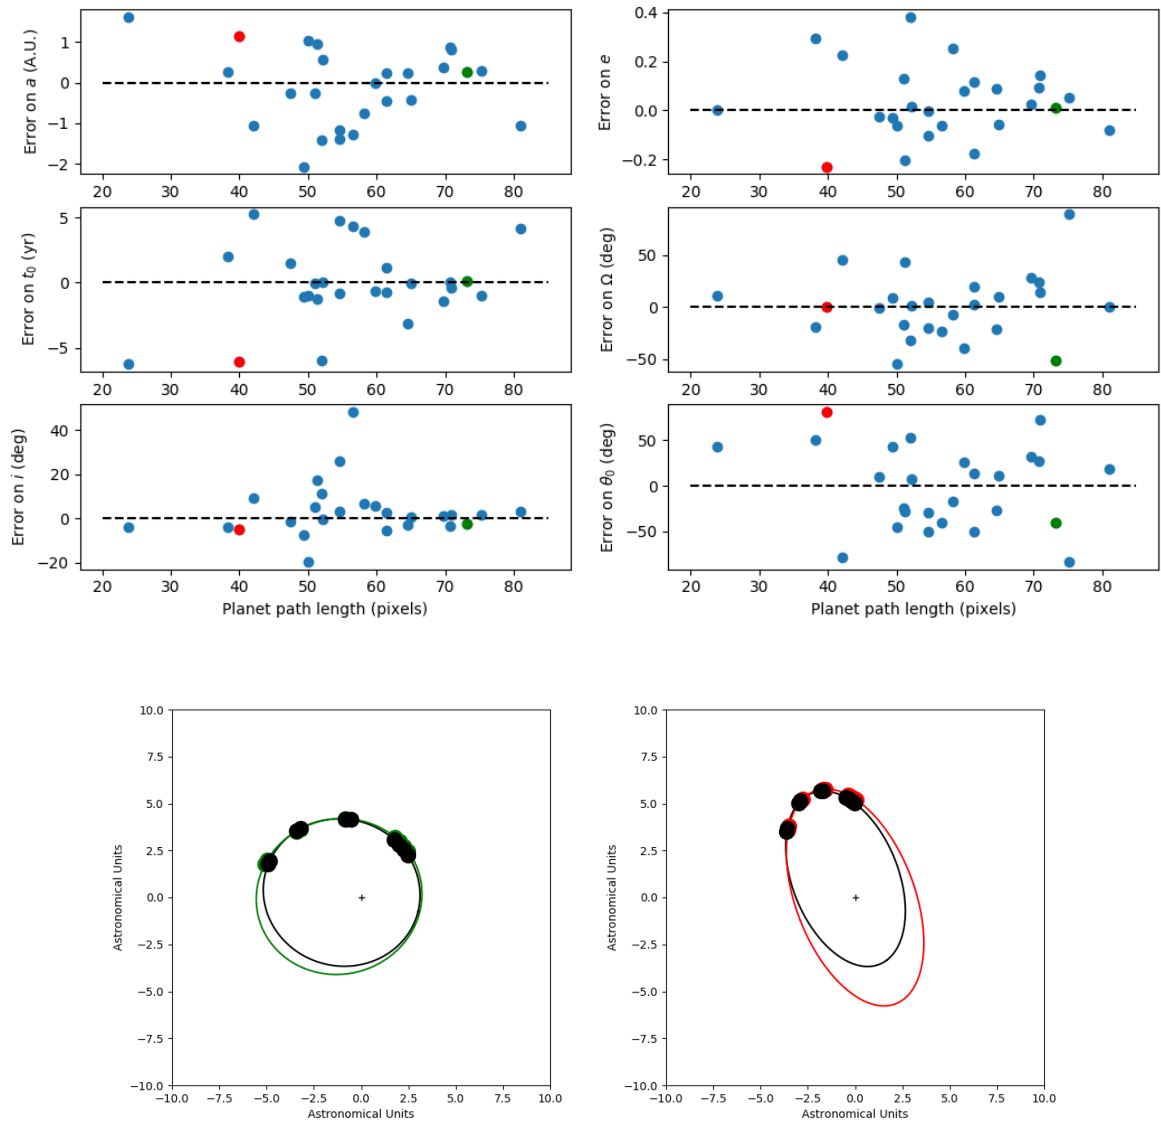 Error on a (A.U.)
1
0
−1
−2
20 30 40 50 60 70 80
Error on e
0.4
0.2
0.0
−0.2
20 30 40 50 60 70 80
Error on t₀ (yr)
5
0
−5
20 30 40 50 60 70 80
Error on Ω (deg)
50
0
−50
20 30 40 50 60 70 80
Error on i (deg)
40
20
0
−20
20 30 40 50 60 70 80
Planet path length (pixels)
Error on θ₀ (deg)
50
0
−50
20 30 40 50 60 70 80
Planet path length (pixels)
Astronomical Units
10.0
7.5
5.0
2.5
0.0
−2.5
−5.0
−7.5
−10.0
−10.0 −7.5 −5.0 −2.5 0.0 2.5 5.0 7.5 10.0
Astronomical Units
Astronomical Units
10.0
7.5
5.0
2.5
0.0
−2.5
−5.0
−7.5
−10.0
−10.0 −7.5 −5.0 −2.5 0.0 2.5 5.0 7.5 10.0
Astronomical Units